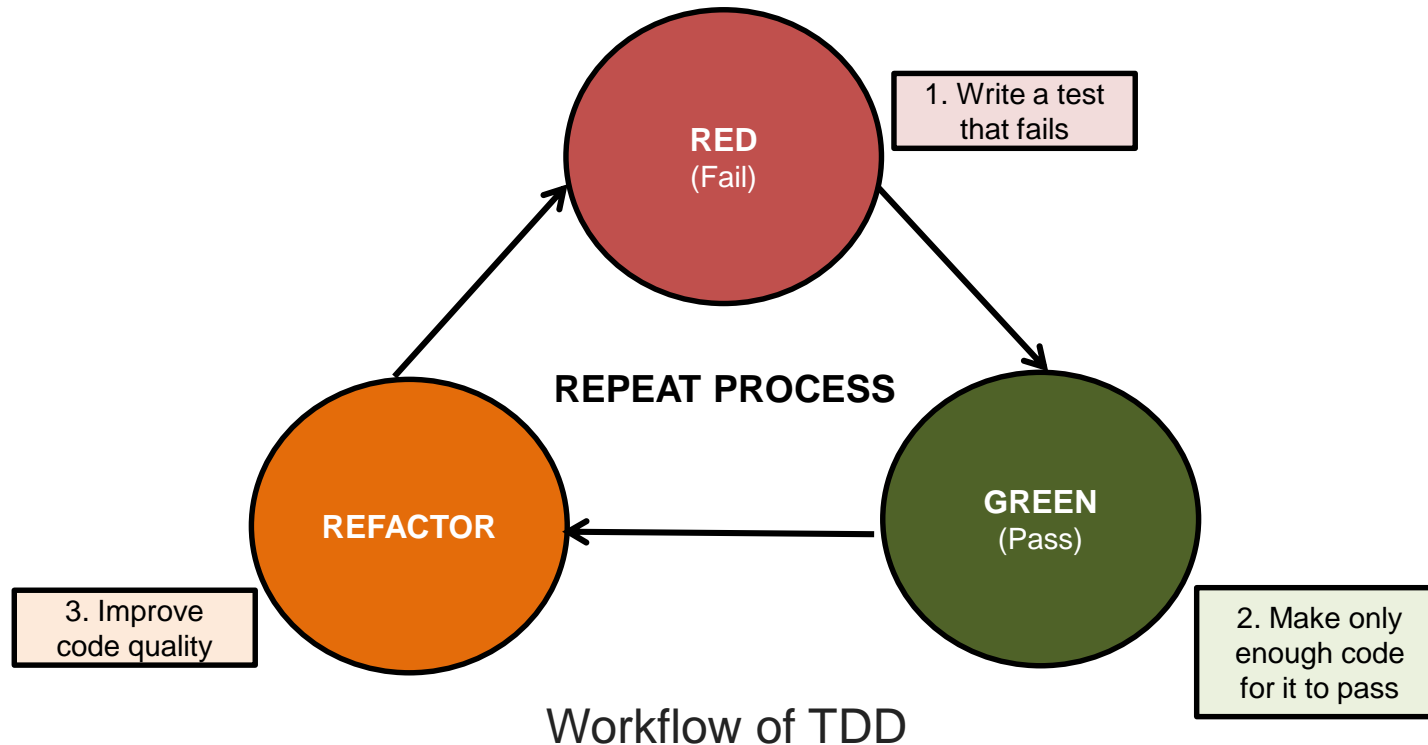 RED
(Fail)
1. Write a test
that fails
REPEAT PROCESS
GREEN
(Pass)
2. Make only
enough code
for it to pass
REFACTOR
3. Improve
code quality
Workflow of TDD